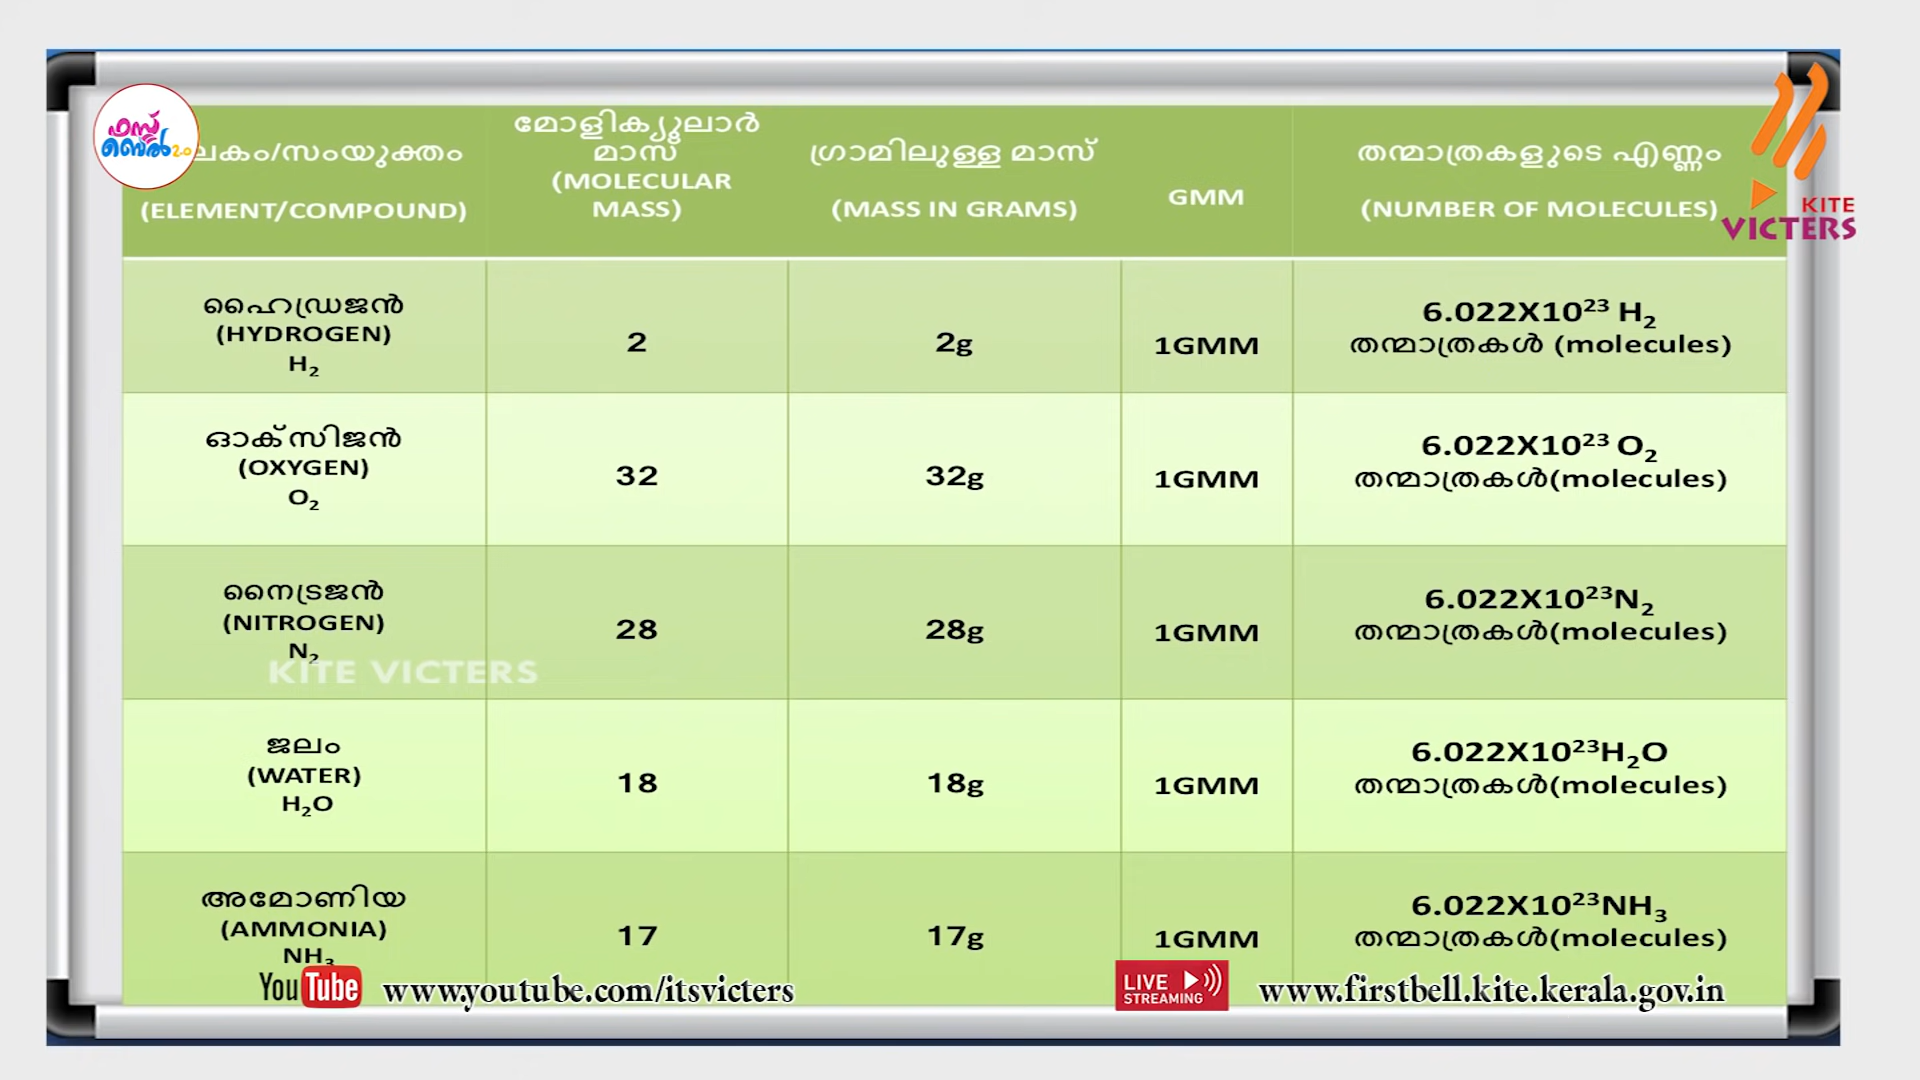 ഫസ്റ്റ്
ബെൽ 2.0
ലകം/സംയുക്തം
(ELEMENT/COMPOUND)
മോളിക്യുലാർ
മാസ്
(MOLECULAR
MASS)
ഗ്രാമിലുള്ള മാസ്
(MASS IN GRAMS)
GMM
തന്മാത്രകളുടെ എണ്ണം
(NUMBER OF MOLECULES)
KITE
VICTERS
ഹൈഡ്രജൻ
(HYDROGEN)
H₂
2
2g
1GMM
6.022X10²³ H₂
തന്മാത്രകൾ (molecules)
ഓക്സിജൻ
(OXYGEN)
O₂
32
32g
1GMM
6.022X10²³ O₂
തന്മാത്രകൾ(molecules)
നൈട്രജൻ
(NITROGEN)
N₂
28
28g
1GMM
6.022X10²³N₂
തന്മാത്രകൾ(molecules)
KITE VICTERS
ജലം
(WATER)
H₂O
18
18g
1GMM
6.022X10²³H₂O
തന്മാത്രകൾ(molecules)
അമോണിയ
(AMMONIA)
NH₃
17
17g
1GMM
6.022X10²³NH₃
തന്മാത്രകൾ(molecules)
YouTube www.youtube.com/itsvicters
LIVE
STREAMING
www.firstbell.kite.kerala.gov.in